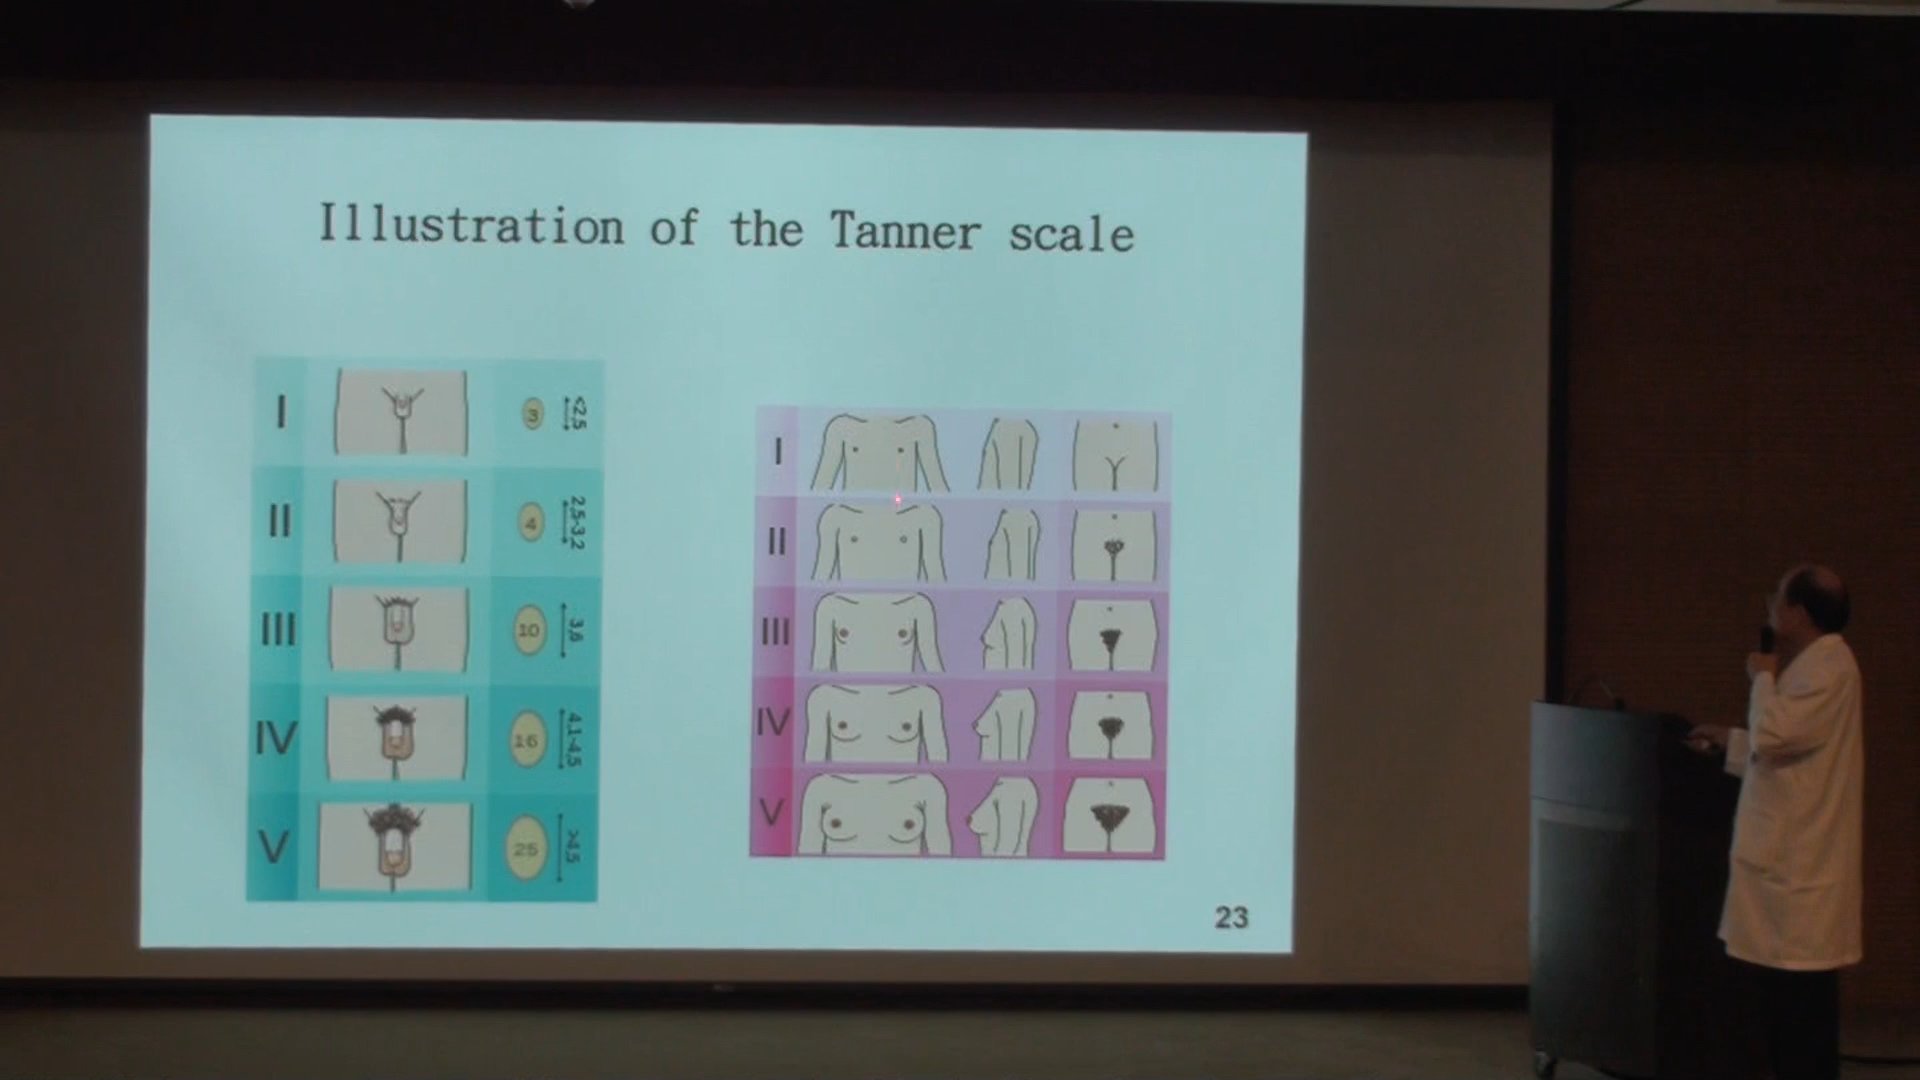 Illustration of the Tanner scale
I
3
<2,5
II
4
2,5-3,2
III
10
3,6
IV
16
4,1-4,5
V
25
>4,5
I
II
III
IV
V
23